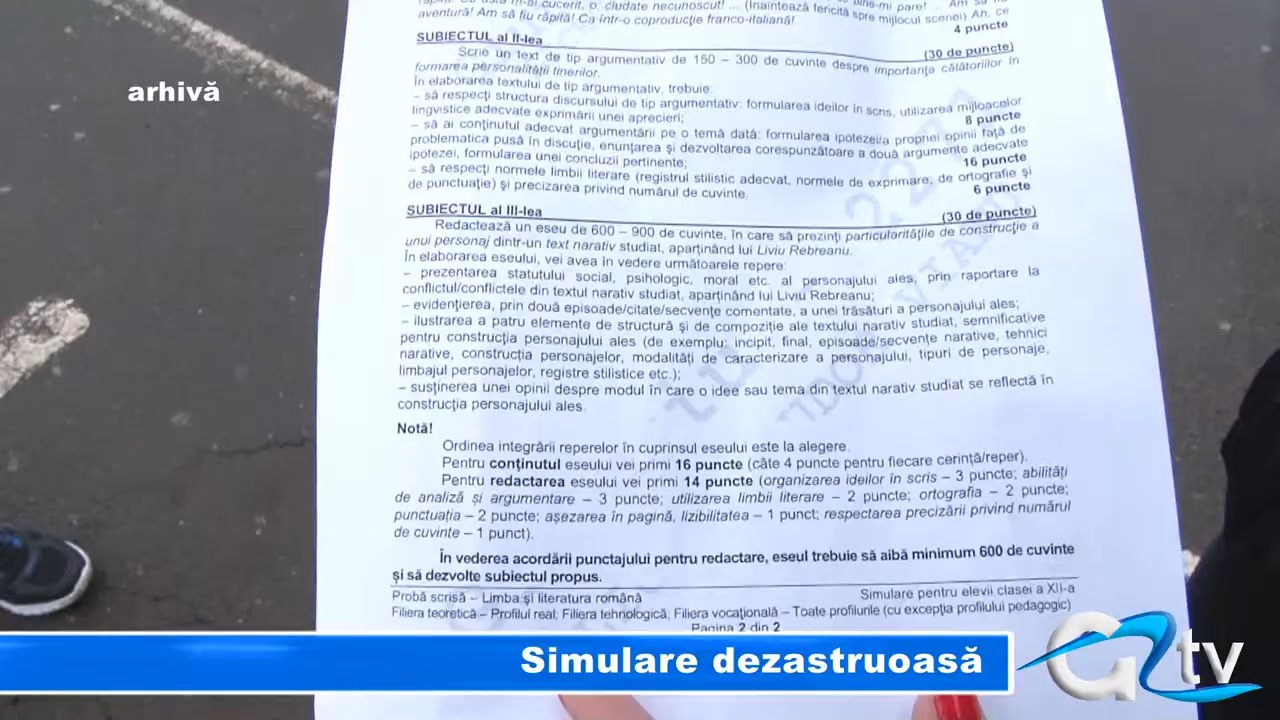 răpită! Cu asta m-ai cucerit, o, ciudate necunoscut! ... (Înaintează fericită spre mijlocul scenei) Ah, ce
aventură! Am să fiu răpită! Ca într-o coproducție franco-italiană!
4 puncte
SUBIECTUL al II-lea (30 de puncte)
Scrie un text de tip argumentativ de 150 – 300 de cuvinte despre importanța călătoriilor în
formarea personalității tinerilor.
În elaborarea textului de tip argumentativ, trebuie:
– să respecți structura discursului de tip argumentativ: formularea ideilor în scris, utilizarea mijloacelor
lingvistice adecvate exprimării unei aprecieri; 8 puncte
– să ai conținutul adecvat argumentării pe o temă dată: formularea ipotezei/a propriei opinii față de
problematica pusă în discuție, enunțarea și dezvoltarea corespunzătoare a două argumente adecvate
ipotezei, formularea unei concluzii pertinente; 16 puncte
– să respecți normele limbii literare (registrul stilistic adecvat, normele de exprimare, de ortografie și
de punctuație) și precizarea privind numărul de cuvinte. 6 puncte
SUBIECTUL al III-lea (30 de puncte)
Redactează un eseu de 600 – 900 de cuvinte, în care să prezinți particularitățile de construcție a
unui personaj dintr-un text narativ studiat, aparținând lui Liviu Rebreanu.
În elaborarea eseului, vei avea în vedere următoarele repere:
– prezentarea statutului social, psihologic, moral etc. al personajului ales, prin raportare la
conflictul/conflictele din textul narativ studiat, aparținând lui Liviu Rebreanu;
– evidențierea, prin două episoade/citate/secvențe comentate, a unei trăsături a personajului ales;
– ilustrarea a patru elemente de structură și de compoziție ale textului narativ studiat, semnificative
pentru construcția personajului ales (de exemplu: incipit, final, episoade/secvențe narative, tehnici
narative, construcția personajelor, modalități de caracterizare a personajului, tipuri de personaje,
limbajul personajelor, registre stilistice etc.);
– susținerea unei opinii despre modul în care o idee sau tema din textul narativ studiat se reflectă în
construcția personajului ales.
Notă!
Ordinea integrării reperelor în cuprinsul eseului este la alegere.
Pentru conținutul eseului vei primi 16 puncte (câte 4 puncte pentru fiecare cerință/reper).
Pentru redactarea eseului vei primi 14 puncte (organizarea ideilor în scris – 3 puncte; abilități
de analiză și argumentare – 3 puncte; utilizarea limbii literare – 2 puncte; ortografia – 2 puncte;
punctuația – 2 puncte; așezarea în pagină, lizibilitatea – 1 punct; respectarea precizării privind numărul
de cuvinte – 1 punct).
În vederea acordării punctajului pentru redactare, eseul trebuie să aibă minimum 600 de cuvinte
și să dezvolte subiectul propus.
Probă scrisă – Limba și literatura română Simulare pentru elevii clasei a XII-a
Filiera teoretică – Profilul real; Filiera tehnologică; Filiera vocațională – Toate profilurile (cu excepția profilului pedagogic)
Pagina 2 din 2
arhivă
Simulare dezastruoasă
G2 tv